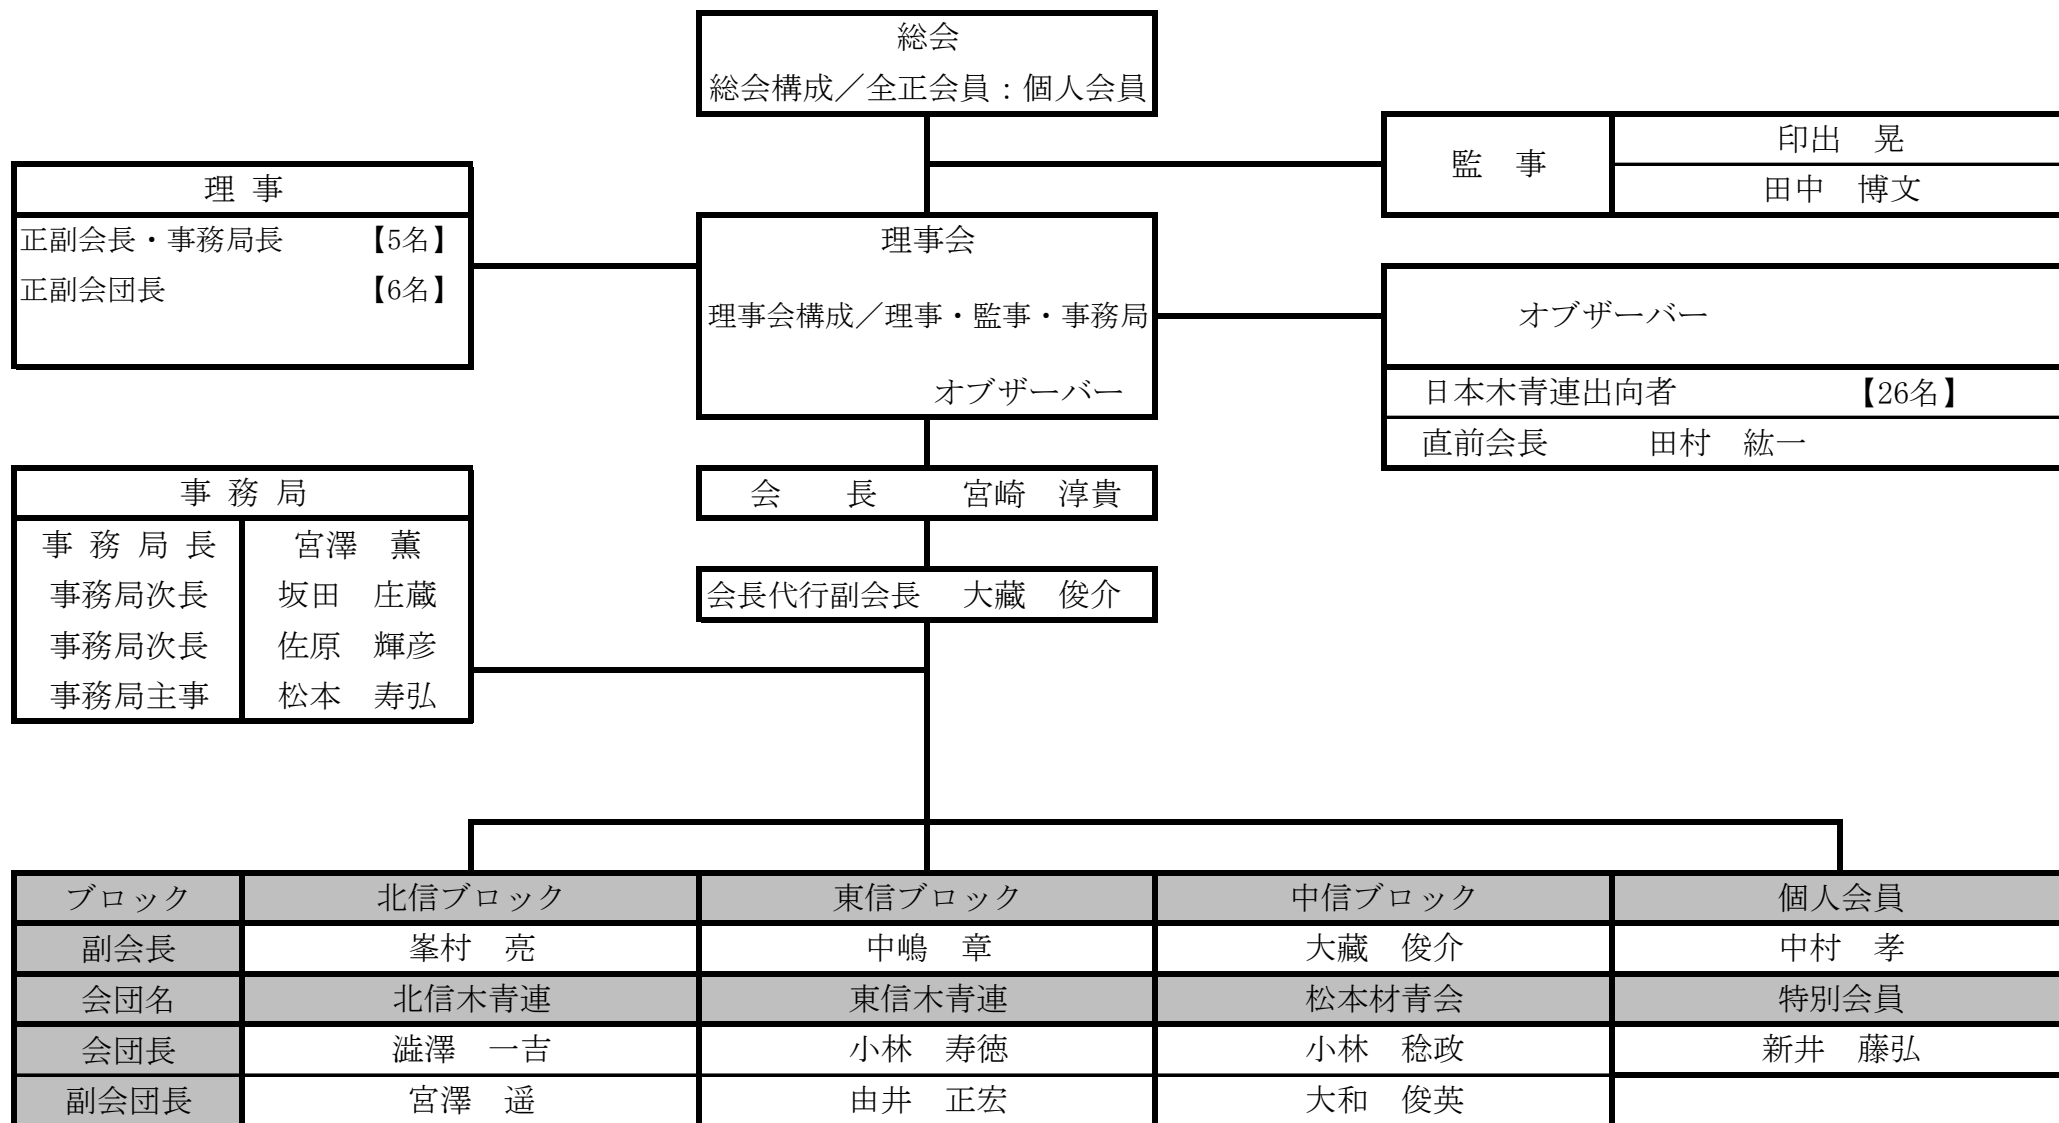 総会
総会構成／全正会員：個人会員
監　事
印出　晃
田中　博文
理 事
正副会長・事務局長　【5名】
正副会団長　【6名】
理事会
理事会構成／理事・監事・事務局
オブザーバー
オブザーバー
日本木青連出向者　【26名】
直前会長　田村　紘一
事 務 局
事 務 局 長　宮澤　薫
事務局次長　坂田　庄蔵
事務局次長　佐原　輝彦
事務局主事　松本　寿弘
会　長　宮崎　淳貴
会長代行副会長　大藏　俊介
ブロック　北信ブロック　東信ブロック　中信ブロック　個人会員
副会長　峯村　亮　中嶋　章　大藏　俊介　中村　孝
会団名　北信木青連　東信木青連　松本材青会　特別会員
会団長　澁澤　一吉　小林　寿徳　小林　稔政　新井　藤弘
副会団長　宮澤　遥　由井　正宏　大和　俊英